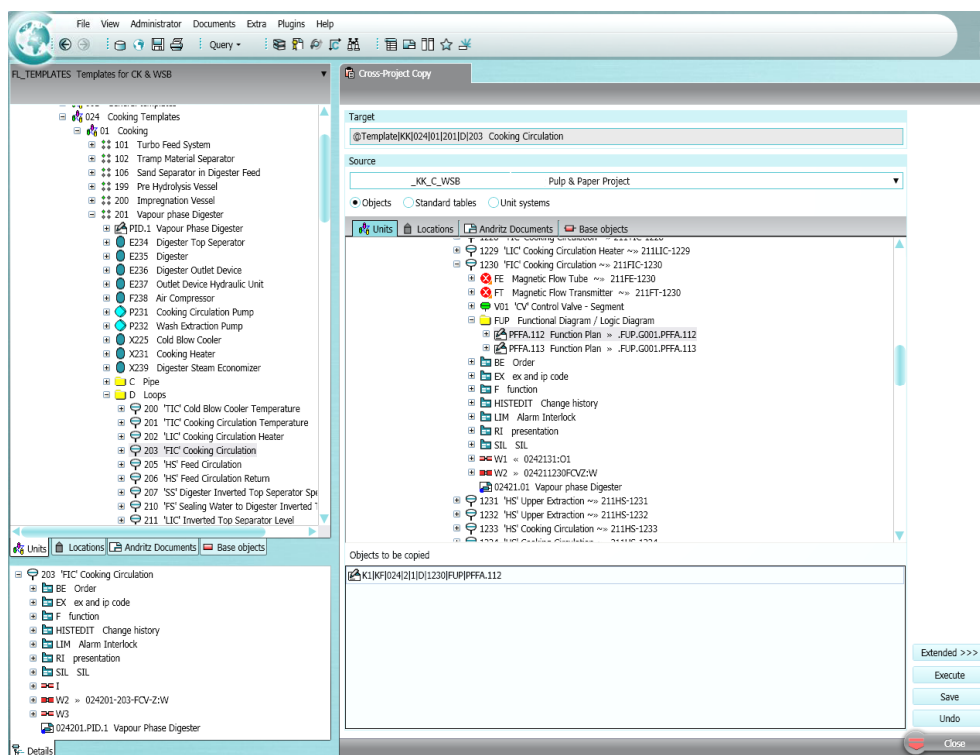 File View Administrator Documents Extra Plugins Help
Query
FL_TEMPLATES Templates for CK & WSB
024 Cooking Templates
01 Cooking
101 Turbo Feed System
102 Tramp Material Separator
106 Sand Separator in Digester Feed
199 Pre Hydrolysis Vessel
200 Impregnation Vessel
201 Vapour phase Digester
PID.1 Vapour Phase Digester
E234 Digester Top Seperator
E235 Digester
E236 Digester Outlet Device
E237 Outlet Device Hydraulic Unit
F238 Air Compressor
P231 Cooking Circulation Pump
P232 Wash Extraction Pump
X225 Cold Blow Cooler
X231 Cooking Heater
X239 Digester Steam Economizer
C Pipe
D Loops
200 'TIC' Cold Blow Cooler Temperature
201 'TIC' Cooking Circulation Temperature
202 'LIC' Cooking Circulation Heater
203 'FIC' Cooking Circulation
205 'HS' Feed Circulation
206 'HS' Feed Circulation Return
207 'SS' Digester Inverted Top Seperator Spe
210 'FS' Sealing Water to Digester Inverted T
211 'LIC' Inverted Top Separator Level
Units Locations Andritz Documents Base objects
203 'FIC' Cooking Circulation
BE Order
EX ex and ip code
F function
HISTEDIT Change history
LIM Alarm Interlock
RI presentation
SIL SIL
I
W2 » 024201-203-FCV-Z:W
W3
024201.PID.1 Vapour Phase Digester
Details
Cross-Project Copy
Target
@Template|KK|024|01|201|D|203 Cooking Circulation
Source
_KK_C_WSB Pulp & Paper Project
Objects Standard tables Unit systems
Units Locations Andritz Documents Base objects
1229 'LIC' Cooking Circulation Heater ~» 211LIC-1229
1230 'FIC' Cooking Circulation ~» 211FIC-1230
FE Magnetic Flow Tube ~» 211FE-1230
FT Magnetic Flow Transmitter ~» 211FT-1230
V01 'CV' Control Valve - Segment
FUP Functional Diagram / Logic Diagram
PFFA.112 Function Plan » .FUP.G001.PFFA.112
PFFA.113 Function Plan » .FUP.G001.PFFA.113
BE Order
EX ex and ip code
F function
HISTEDIT Change history
LIM Alarm Interlock
RI presentation
SIL SIL
W1 « 0242131:O1
W2 » 024211230FCVZ:W
02421.01 Vapour phase Digester
1231 'HS' Upper Extraction ~» 211HS-1231
1232 'HS' Upper Extraction ~» 211HS-1232
1233 'HS' Cooking Circulation ~» 211HS-1233
Objects to be copied
K1|KF|024|2|1|D|1230|FUP|PFFA.112
Extended >>>
Execute
Save
Undo
Close